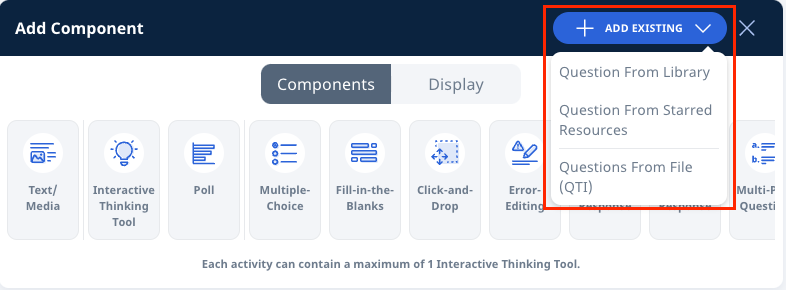 Add Component
ADD EXISTING
Question From Library
Question From Starred
Resources
Questions From File
(QTI)
Components
Display
Text/
Media
Interactive
Thinking
Tool
Poll
Multiple-
Choice
Fill-in-the-
Blanks
Click-and-
Drop
Error-
Editing
Each activity can contain a maximum of 1 Interactive Thinking Tool.